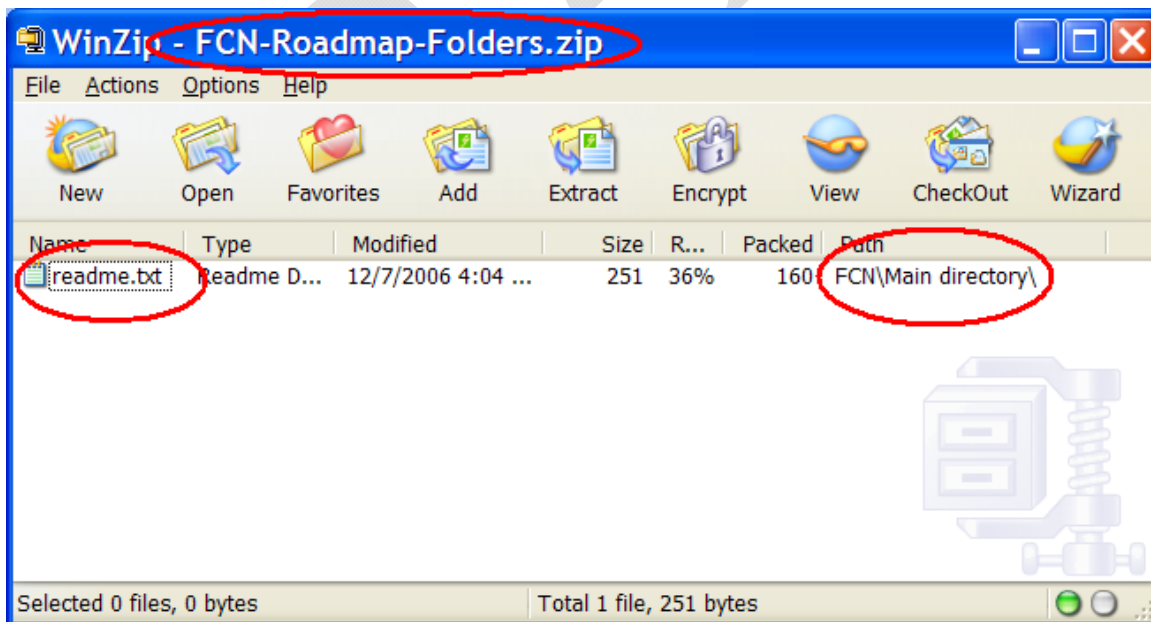 WinZip - FCN-Roadmap-Folders.zip
File Actions Options Help
New Open Favorites Add Extract Encrypt View CheckOut Wizard
Name Type Modified Size R... Packed Path
readme.txt Readme D... 12/7/2006 4:04 ... 251 36% 160 FCN\Main directory\
Selected 0 files, 0 bytes Total 1 file, 251 bytes